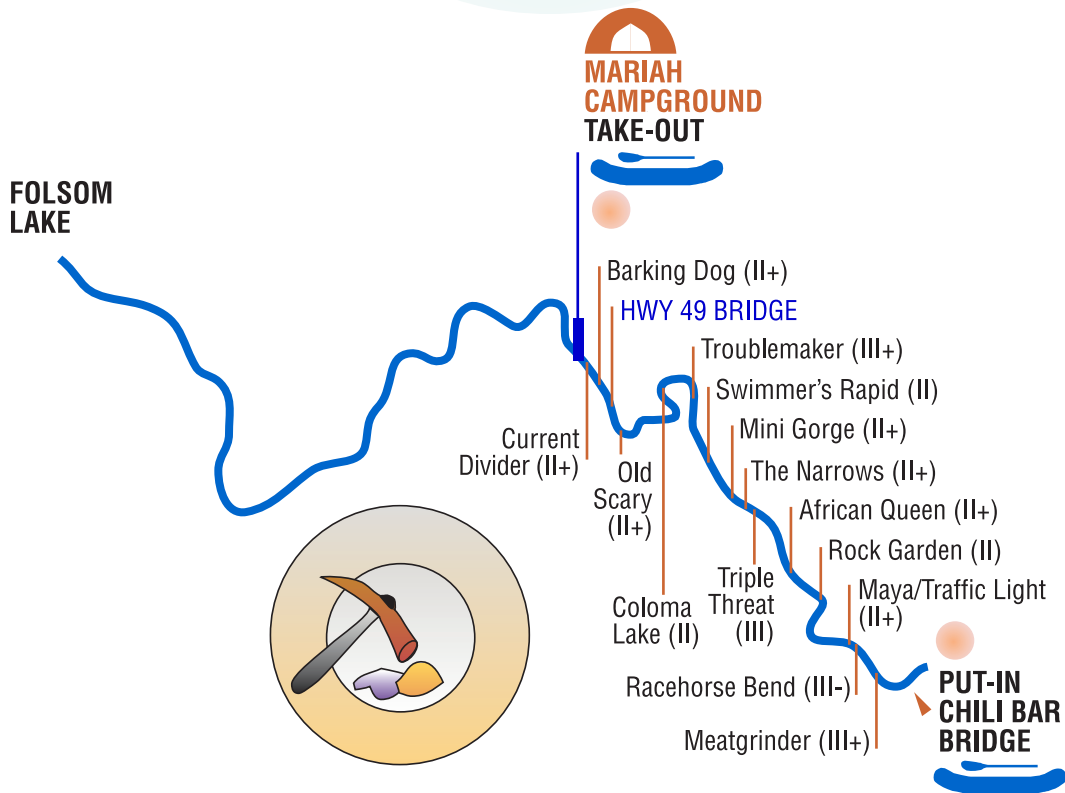 MARIAH
CAMPGROUND
TAKE-OUT
FOLSOM
LAKE
Barking Dog (II+)
HWY 49 BRIDGE
Troublemaker (III+)
Swimmer's Rapid (II)
Mini Gorge (II+)
Current
Divider (II+)
Old
Scary
(II+)
The Narrows (II+)
African Queen (II+)
Rock Garden (II)
Triple
Threat
(III)
Maya/Traffic Light
(II+)
Coloma
Lake (II)
Racehorse Bend (III-)
Meatgrinder (III+)
PUT-IN
CHILI BAR
BRIDGE